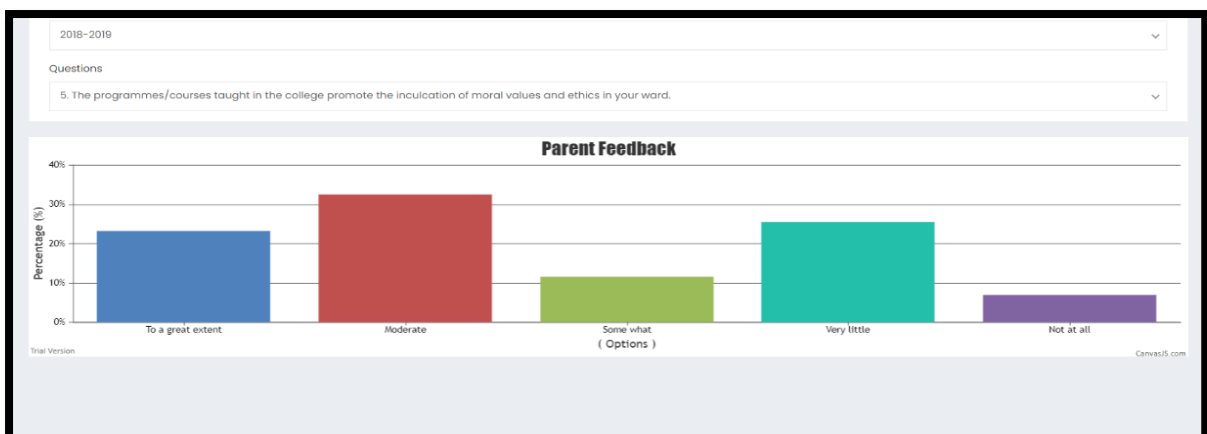 2018-2019
Questions
5. The programmes/courses taught in the college promote the inculcation of moral values and ethics in your ward.
Parent Feedback
40%
30%
20%
10%
0%
Percentage (%)
To a great extent Moderate Some what Very little Not at all
( Options )
Trial Version
CanvasJS.com